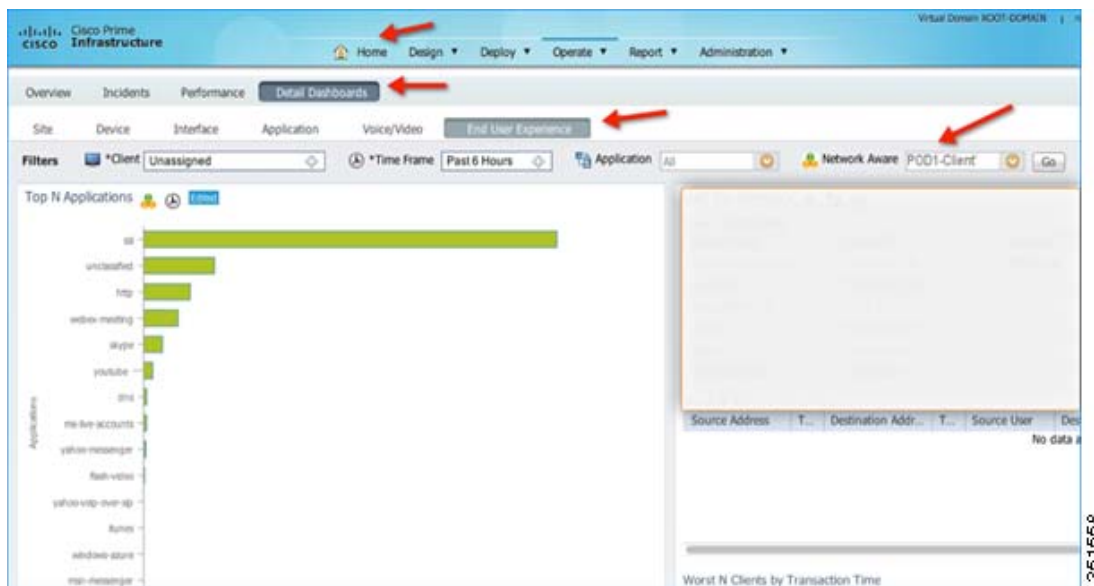 Virtual Domain ROOT-DOMAIN
Cisco Prime
CISCO Infrastructure
Home Design Deploy Operate Report Administration
Overview Incidents Performance Detail Dashboards
Site Device Interface Application Voice/Video End User Experience
Filters *Client Unassigned *Time Frame Past 6 Hours Application All Network Aware POD1-Client Go
Top N Applications Edited
ssl
unclassified
http
webex-meeting
skype
youtube
dns
ms-live-accounts
yahoo-messenger
flash-video
yahoo-voip-over-sip
itunes
windows-azure
msn-messenger
Applications
Source Address T... Destination Addr... T... Source User Des
No data a
Worst N Clients by Transaction Time
351558